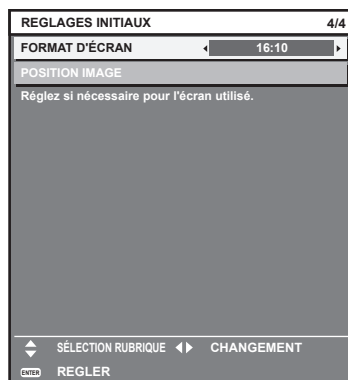 REGLAGES INITIAUX 4/4
FORMAT D'ÉCRAN 16:10
POSITION IMAGE
Réglez si nécessaire pour l'écran utilisé.
SÉLECTION RUBRIQUE CHANGEMENT
ENTER REGLER